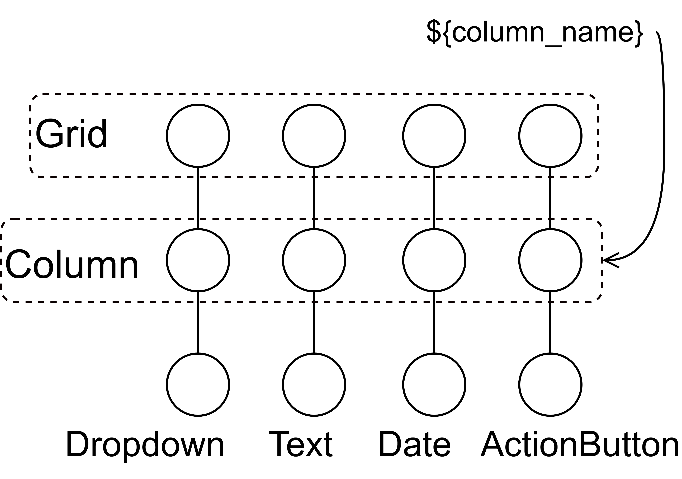 ${column_name}
Grid
Column
Dropdown Text Date ActionButton